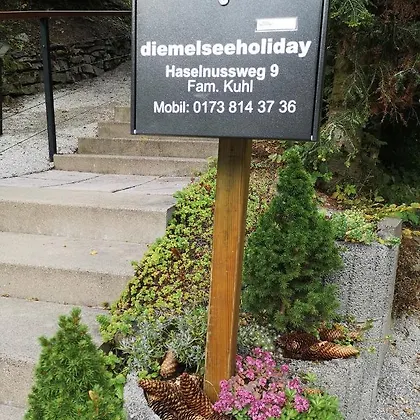 diemelseeholiday
Haselnussweg 9
Fam. Kuhl
Mobil: 0173 814 37 36